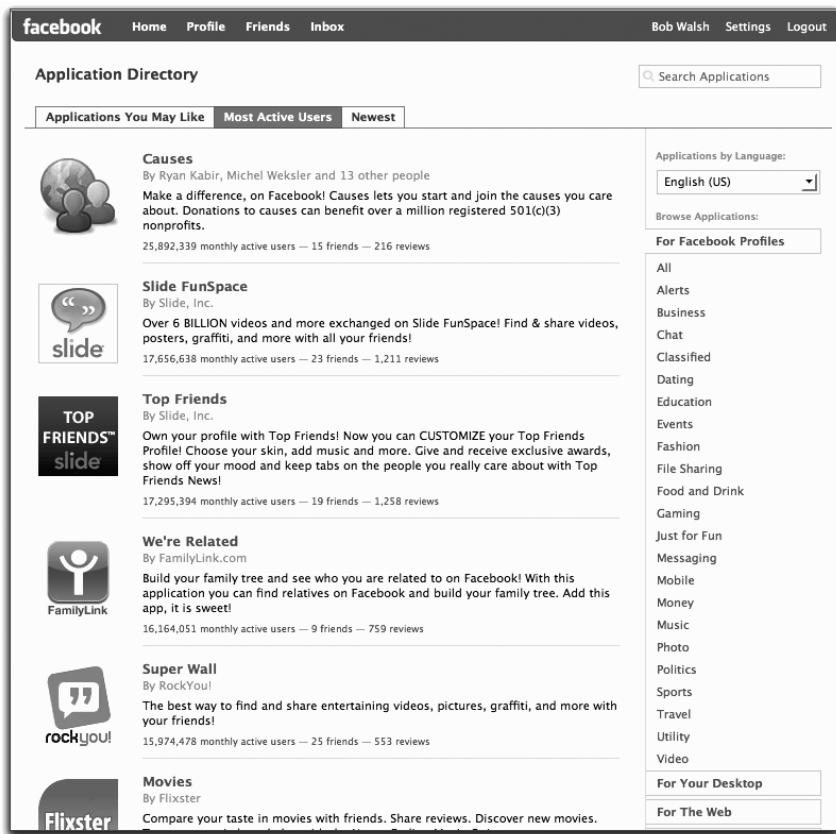 facebook Home Profile Friends Inbox Bob Walsh Settings Logout
Application Directory
Search Applications
Applications You May Like Most Active Users Newest
Causes
By Ryan Kabir, Michel Weksler and 13 other people
Make a difference, on Facebook! Causes lets you start and join the causes you care
about. Donations to causes can benefit over a million registered 501(c)(3)
nonprofits.
25,892,339 monthly active users — 15 friends — 216 reviews
slide
Slide FunSpace
By Slide, Inc.
Over 6 BILLION videos and more exchanged on Slide FunSpace! Find & share videos,
posters, graffiti, and more with all your friends!
17,656,638 monthly active users — 23 friends — 1,211 reviews
TOP
FRIENDS™
slide
Top Friends
By Slide, Inc.
Own your profile with Top Friends! Now you can CUSTOMIZE your Top Friends
Profile! Choose your skin, add music and more. Give and receive exclusive awards,
show off your mood and keep tabs on the people you really care about with Top
Friends News!
17,295,394 monthly active users — 19 friends — 1,258 reviews
FamilyLink
We're Related
By FamilyLink.com
Build your family tree and see who you are related to on Facebook! With this
application you can find relatives on Facebook and build your family tree. Add this
app, it is sweet!
16,164,051 monthly active users — 9 friends — 759 reviews
rockyou!
Super Wall
By RockYou!
The best way to find and share entertaining videos, pictures, graffiti, and more with
your friends!
15,974,478 monthly active users — 25 friends — 553 reviews
Flixster
Movies
By Flixster
Compare your taste in movies with friends. Share reviews. Discover new movies.
Applications by Language:
English (US)
Browse Applications:
For Facebook Profiles
All
Alerts
Business
Chat
Classified
Dating
Education
Events
Fashion
File Sharing
Food and Drink
Gaming
Just for Fun
Messaging
Mobile
Money
Music
Photo
Politics
Sports
Travel
Utility
Video
For Your Desktop
For The Web